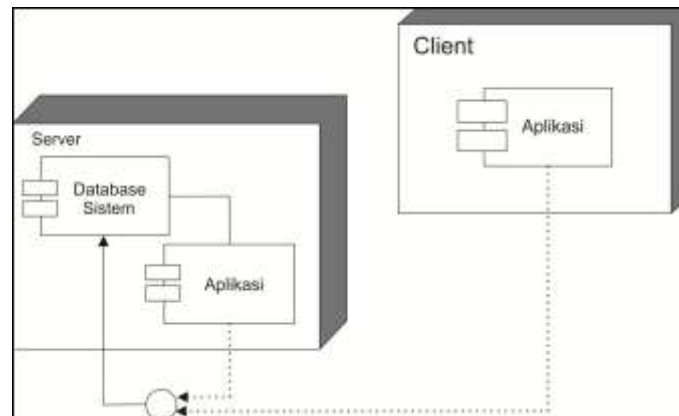 Client
Aplikasi
Server
Database
Sistem
Aplikasi